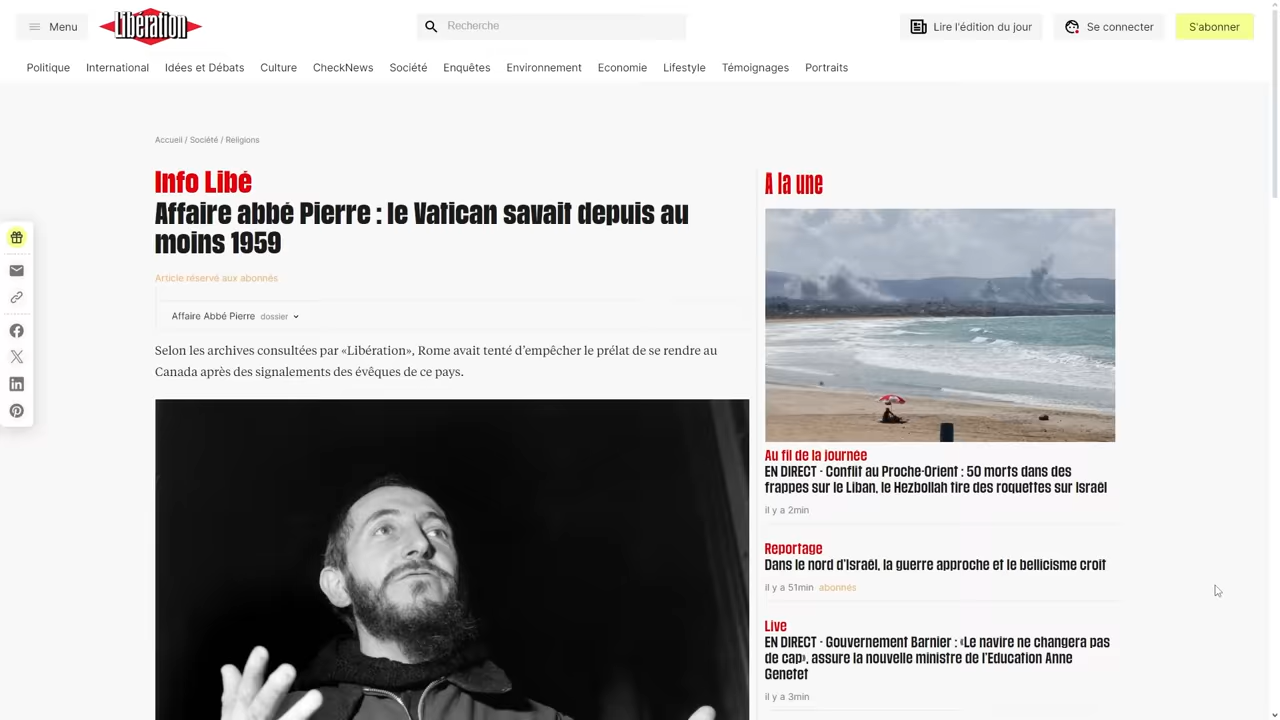 Menu
Libération
Recherche
Lire l'édition du jour
Se connecter
S'abonner
Politique
International
Idées et Débats
Culture
CheckNews
Société
Enquêtes
Environnement
Economie
Lifestyle
Témoignages
Portraits
Accueil / Société / Religions
Info Libé
Affaire abbé Pierre : le Vatican savait depuis au
moins 1959
Article réservé aux abonnés
Affaire Abbé Pierre dossier
Selon les archives consultées par «Libération», Rome avait tenté d'empêcher le prélat de se rendre au
Canada après des signalements des évêques de ce pays.
A la une
Au fil de la journée
EN DIRECT - Conflit au Proche-Orient : 50 morts dans des
frappes sur le Liban, le Hezbollah tire des roquettes sur Israël
il y a 2min
Reportage
Dans le nord d'Israël, la guerre approche et le bellicisme croit
il y a 51min abonnés
Live
EN DIRECT - Gouvernement Barnier : «Le navire ne changera pas
de cap», assure la nouvelle ministre de l'Education Anne
Genetet
il y a 3min